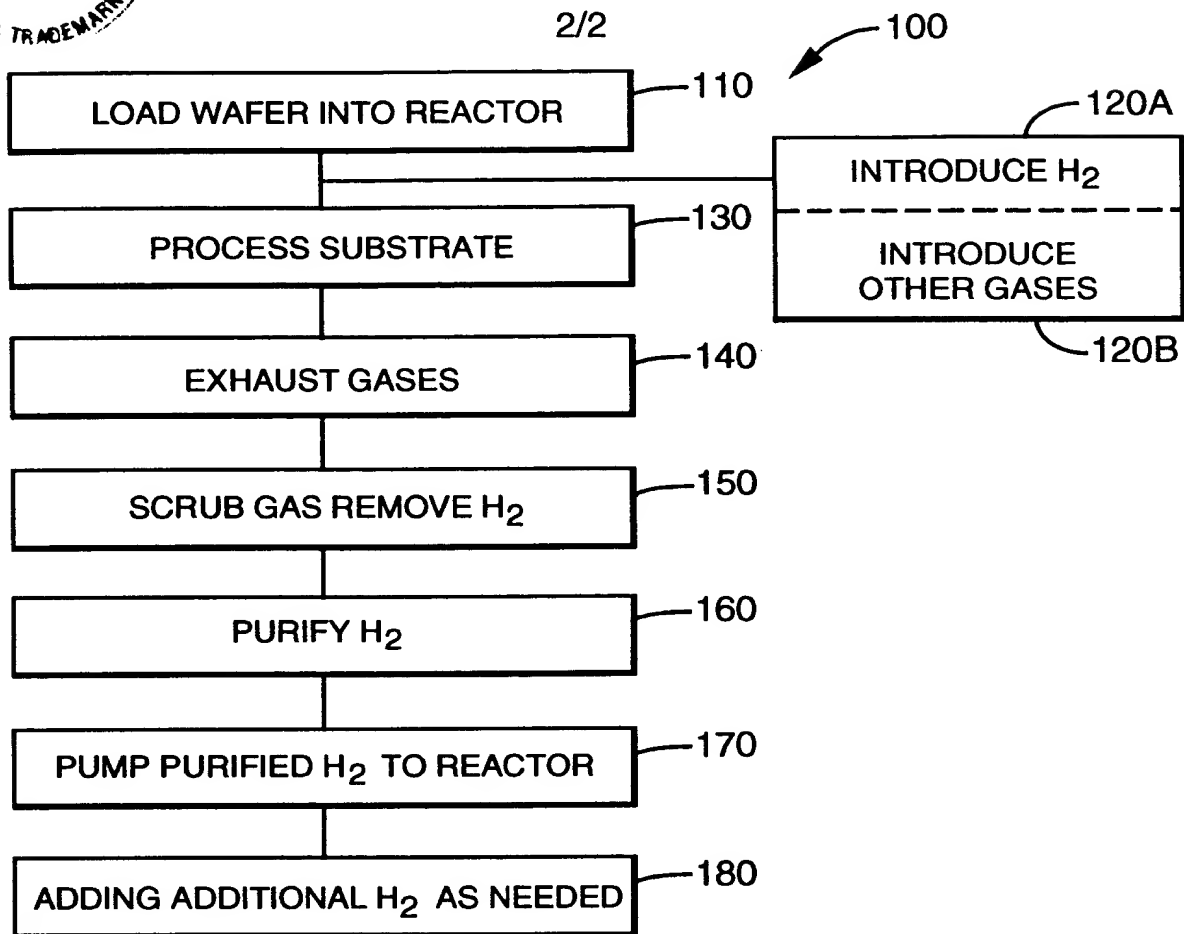 TRADEMARK
2/2
100
LOAD WAFER INTO REACTOR
110
120A
INTRODUCE H2
PROCESS SUBSTRATE
130
INTRODUCE
OTHER GASES
120B
EXHAUST GASES
140
SCRUB GAS REMOVE H2
150
PURIFY H2
160
PUMP PURIFIED H2 TO REACTOR
170
ADDING ADDITIONAL H2 AS NEEDED
180